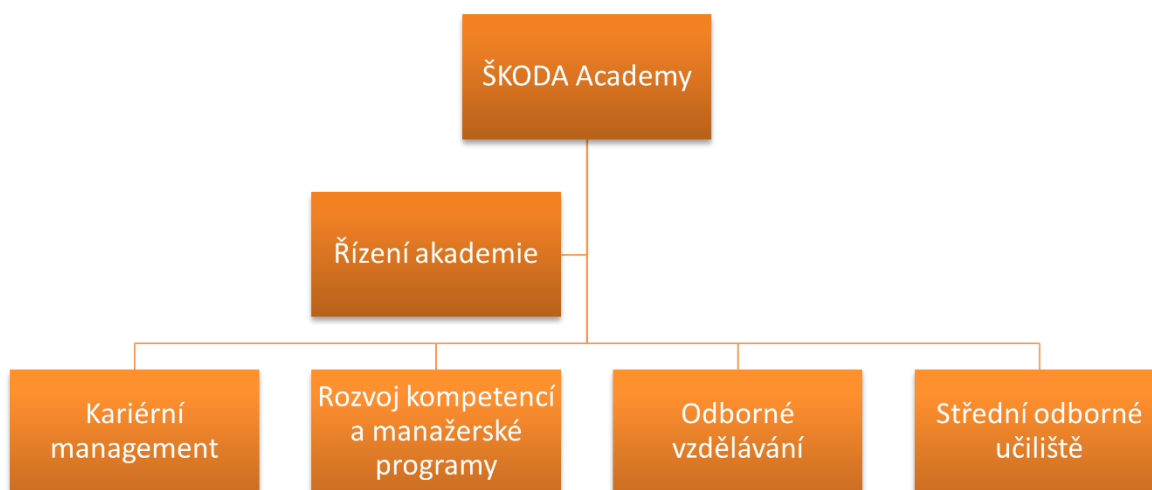 ŠKODA Academy
Řízení akademie
Kariérní
management
Rozvoj kompetencí
a manažerské
programy
Odborné
vzdělávání
Střední odborné
učiliště